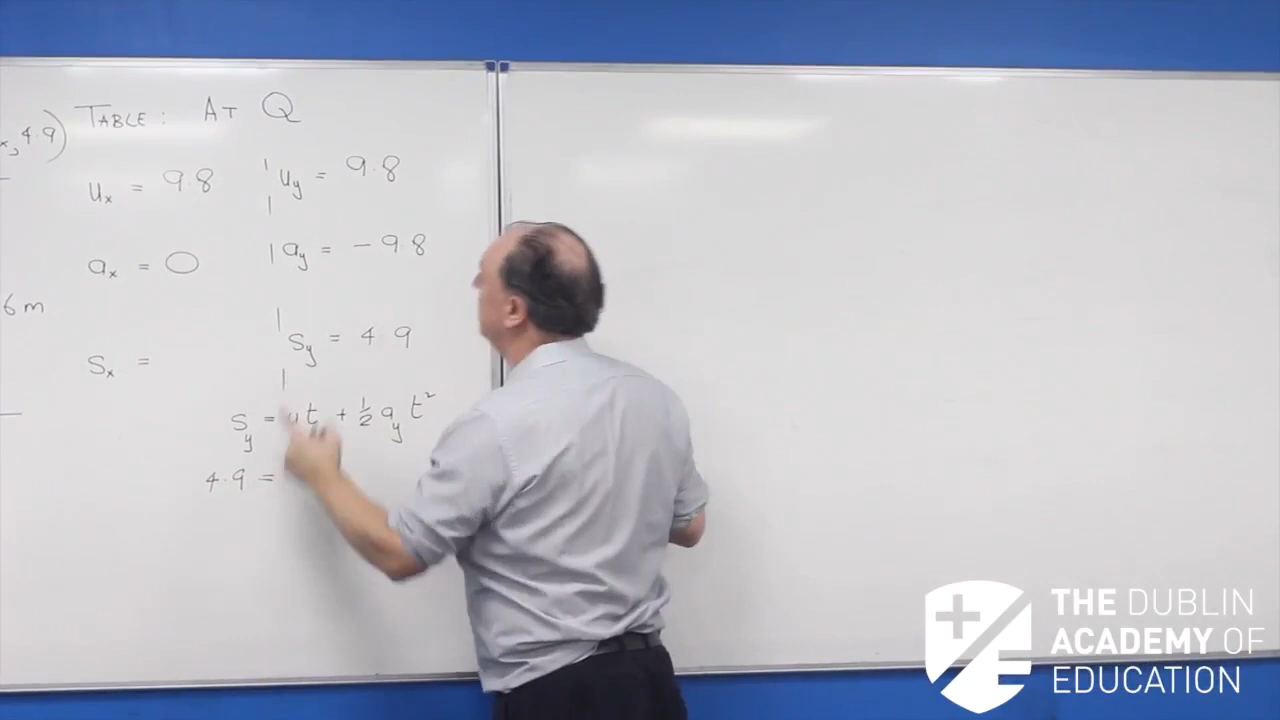 TABLE: AT Q
x, 4.9)
uₓ = 9.8
u_y = 9.8
aₓ = 0
a_y = -9.8
6m
sₓ =
s_y = 4.9
s_y = ut + ½ a_y t²
4.9 =
THE DUBLIN
ACADEMY OF
EDUCATION